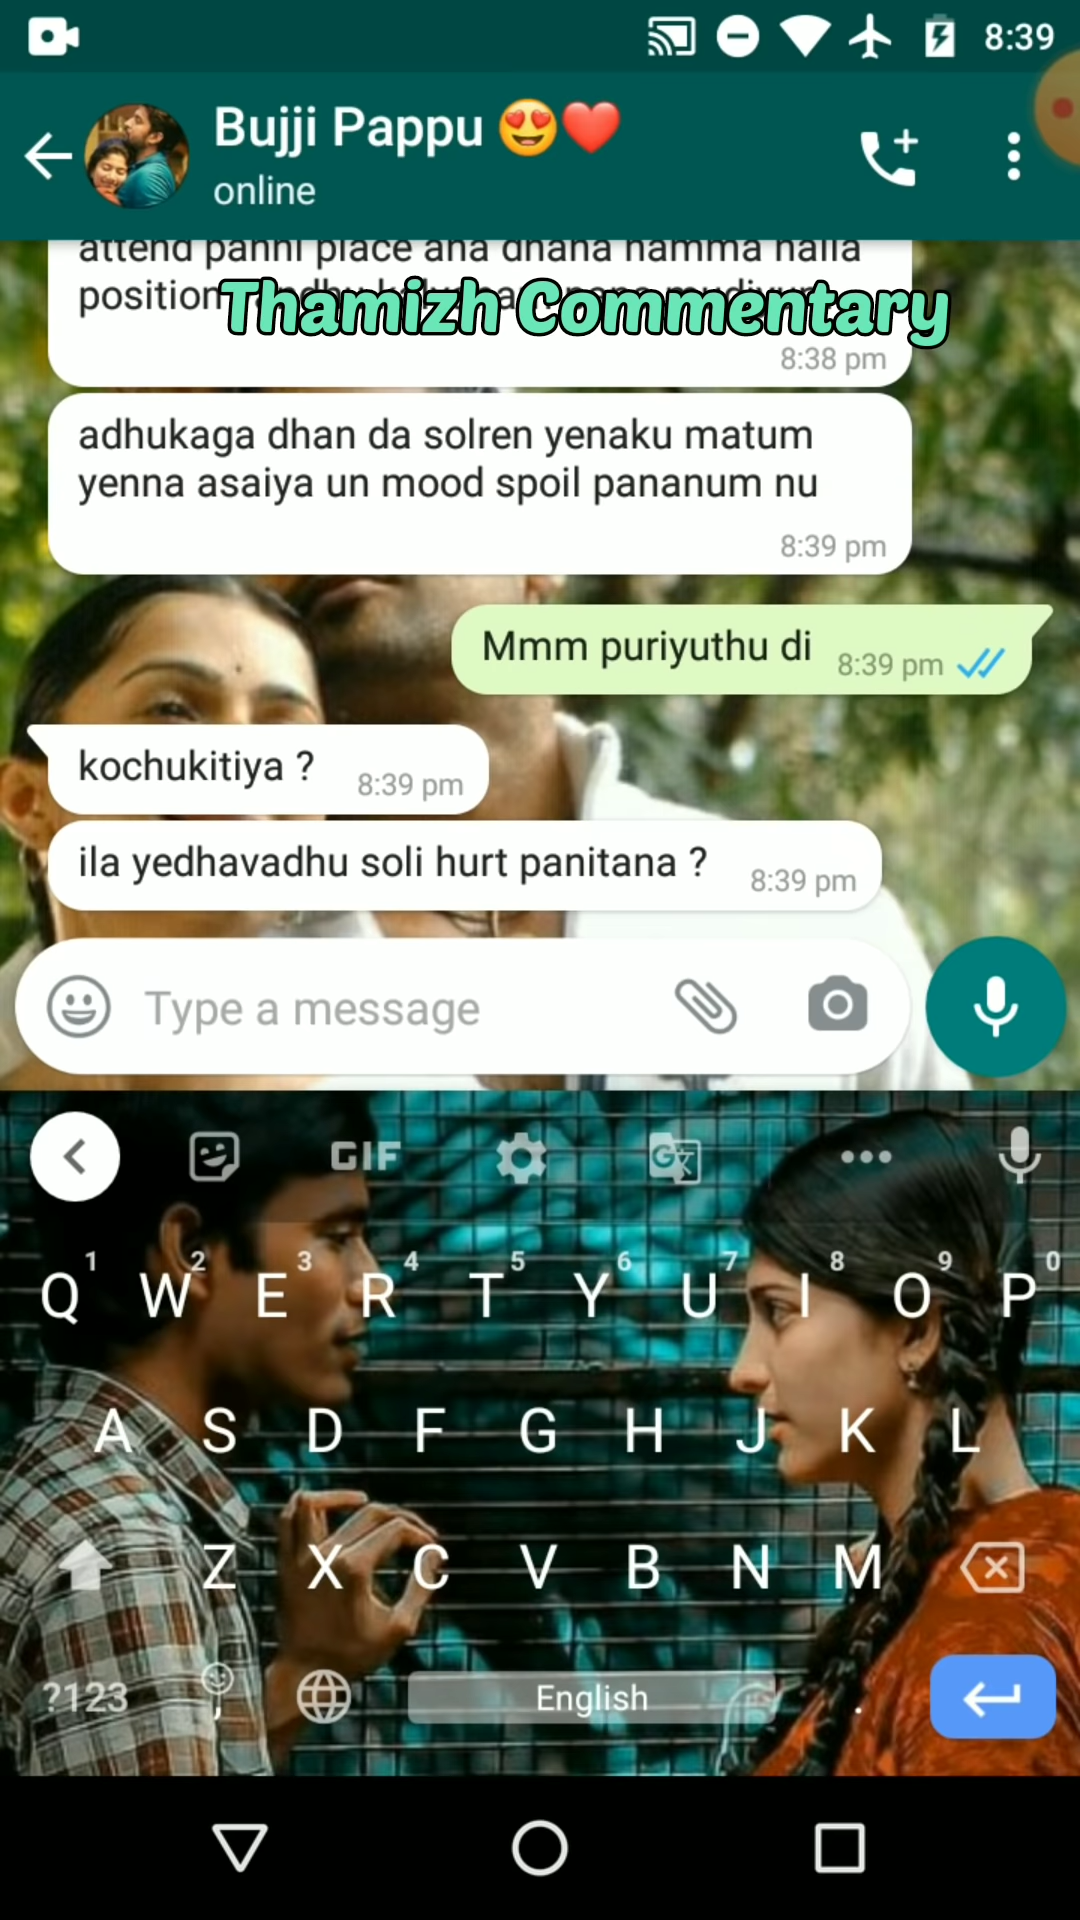 8:39
Bujji Pappu 😍❤️
online
attend panni place ana dhana namma nalla
position
Thamizh Commentary
8:38 pm
adhukaga dhan da solren yenaku matum
yenna asaiya un mood spoil pananum nu
8:39 pm
Mmm puriyuthu di 8:39 pm
kochukitiya ? 8:39 pm
ila yedhavadhu soli hurt panitana ? 8:39 pm
Type a message
GIF
1 2 3 4 5 6 7 8 9 0
Q W E R T Y U I O P
A S D F G H J K L
Z X C V B N M
?123 , English .